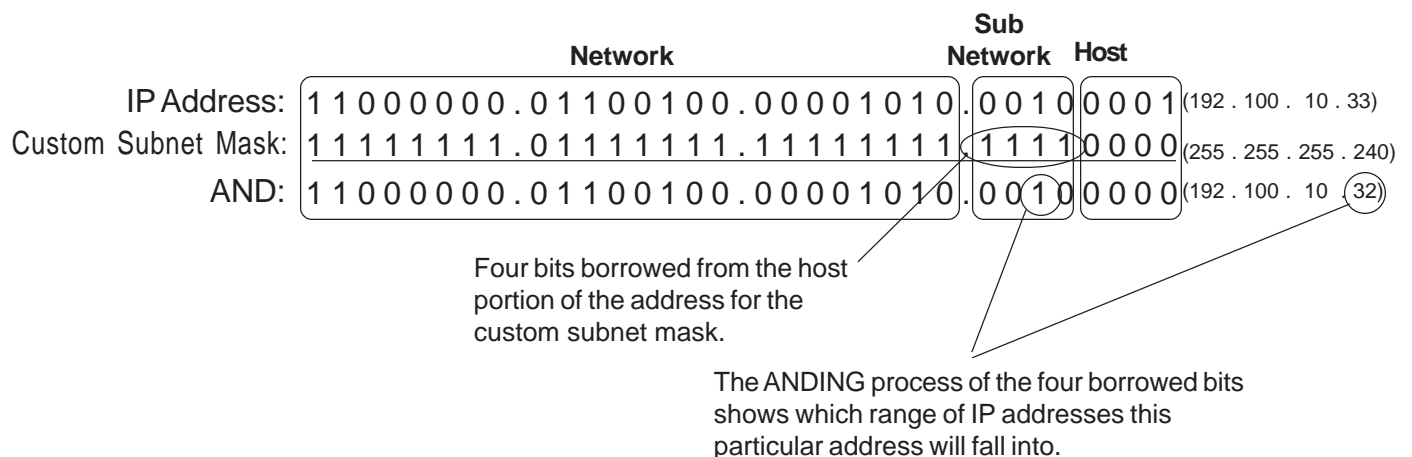 Sub
Network Network Host
IP Address: 11000000.01100100.00001010.00100001 (192 . 100 . 10 . 33)
Custom Subnet Mask: 11111111.01111111.11111111.11110000 (255 . 255 . 255 . 240)
AND: 11000000.01100100.00001010.00100000 (192 . 100 . 10 . 32)
Four bits borrowed from the host
portion of the address for the
custom subnet mask.
The ANDING process of the four borrowed bits
shows which range of IP addresses this
particular address will fall into.